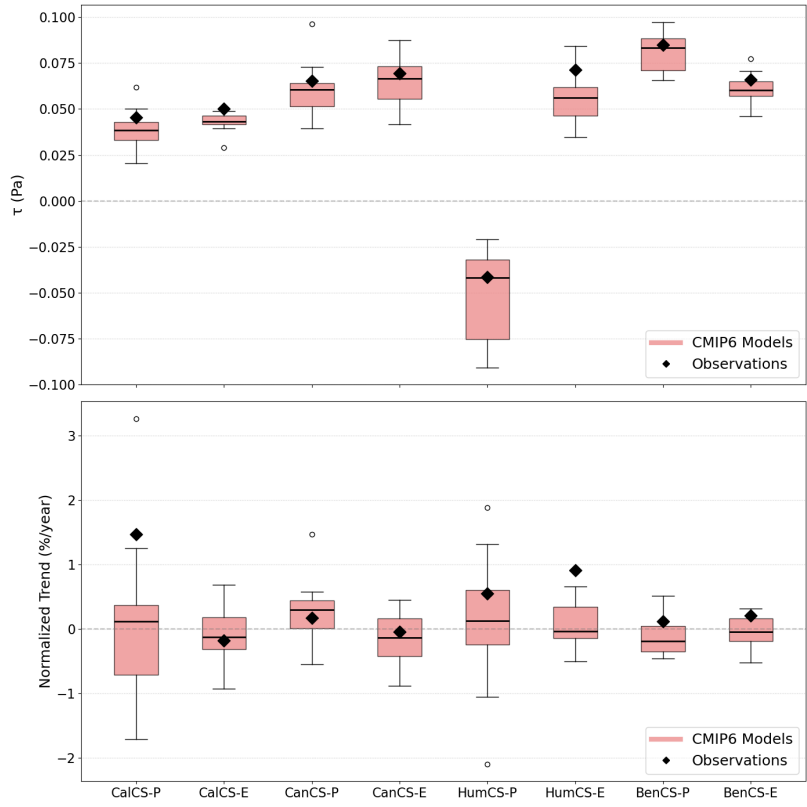 0.100
0.075
0.050
0.025
0.000
−0.025
−0.050
−0.075
−0.100
τ (Pa)
CMIP6 Models
Observations
3
2
1
0
−1
−2
Normalized Trend (%/year)
CMIP6 Models
Observations
CalCS-P CalCS-E CanCS-P CanCS-E HumCS-P HumCS-E BenCS-P BenCS-E